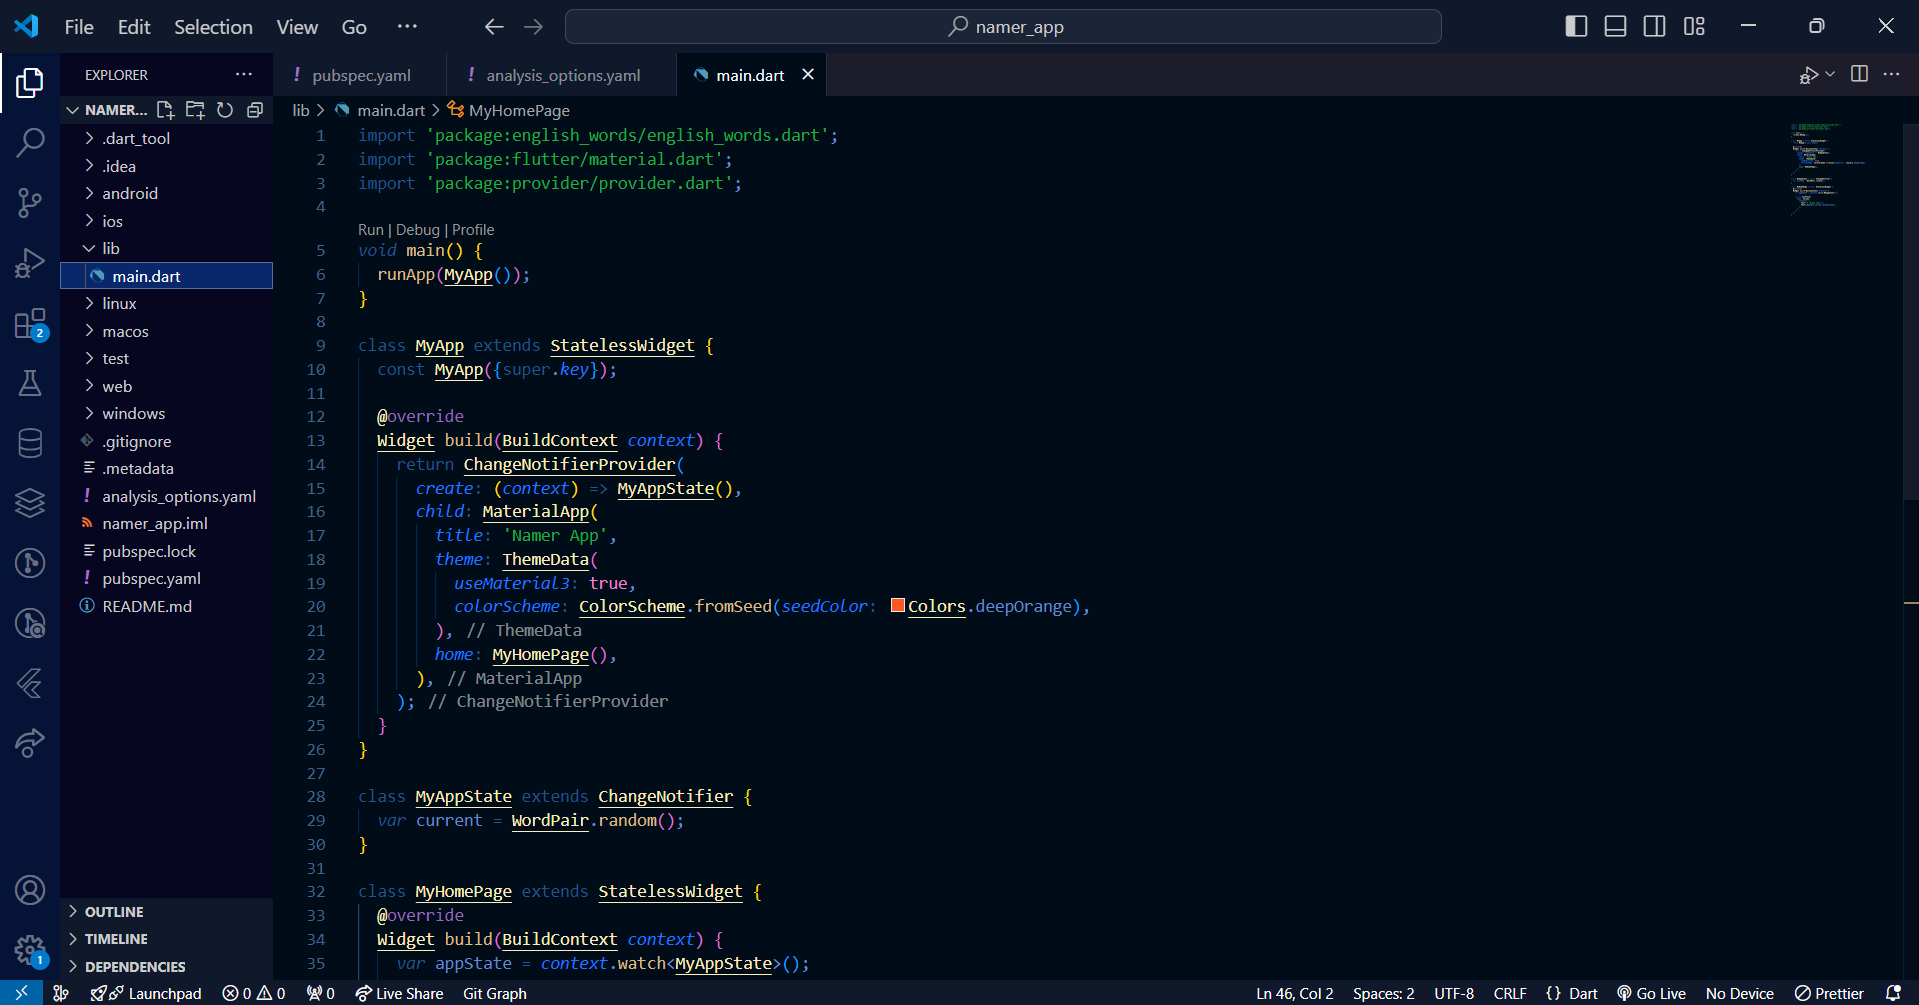 File Edit Selection View Go ··· namer_app
EXPLORER ···
NAMER...
.dart_tool
.idea
android
ios
lib
main.dart
linux
macos
test
web
windows
.gitignore
.metadata
! analysis_options.yaml
namer_app.iml
pubspec.lock
! pubspec.yaml
README.md
OUTLINE
TIMELINE
DEPENDENCIES
2
1
! pubspec.yaml ! analysis_options.yaml main.dart
lib > main.dart > MyHomePage
1 import 'package:english_words/english_words.dart';
2 import 'package:flutter/material.dart';
3 import 'package:provider/provider.dart';
4
Run | Debug | Profile
5 void main() {
6 runApp(MyApp());
7 }
8
9 class MyApp extends StatelessWidget {
10 const MyApp({super.key});
11
12 @override
13 Widget build(BuildContext context) {
14 return ChangeNotifierProvider(
15 create: (context) => MyAppState(),
16 child: MaterialApp(
17 title: 'Namer App',
18 theme: ThemeData(
19 useMaterial3: true,
20 colorScheme: ColorScheme.fromSeed(seedColor: Colors.deepOrange),
21 ), // ThemeData
22 home: MyHomePage(),
23 ), // MaterialApp
24 ); // ChangeNotifierProvider
25 }
26 }
27
28 class MyAppState extends ChangeNotifier {
29 var current = WordPair.random();
30 }
31
32 class MyHomePage extends StatelessWidget {
33 @override
34 Widget build(BuildContext context) {
35 var appState = context.watch<MyAppState>();
Launchpad 0 0 0 Live Share Git Graph Ln 46, Col 2 Spaces: 2 UTF-8 CRLF {} Dart Go Live No Device Prettier